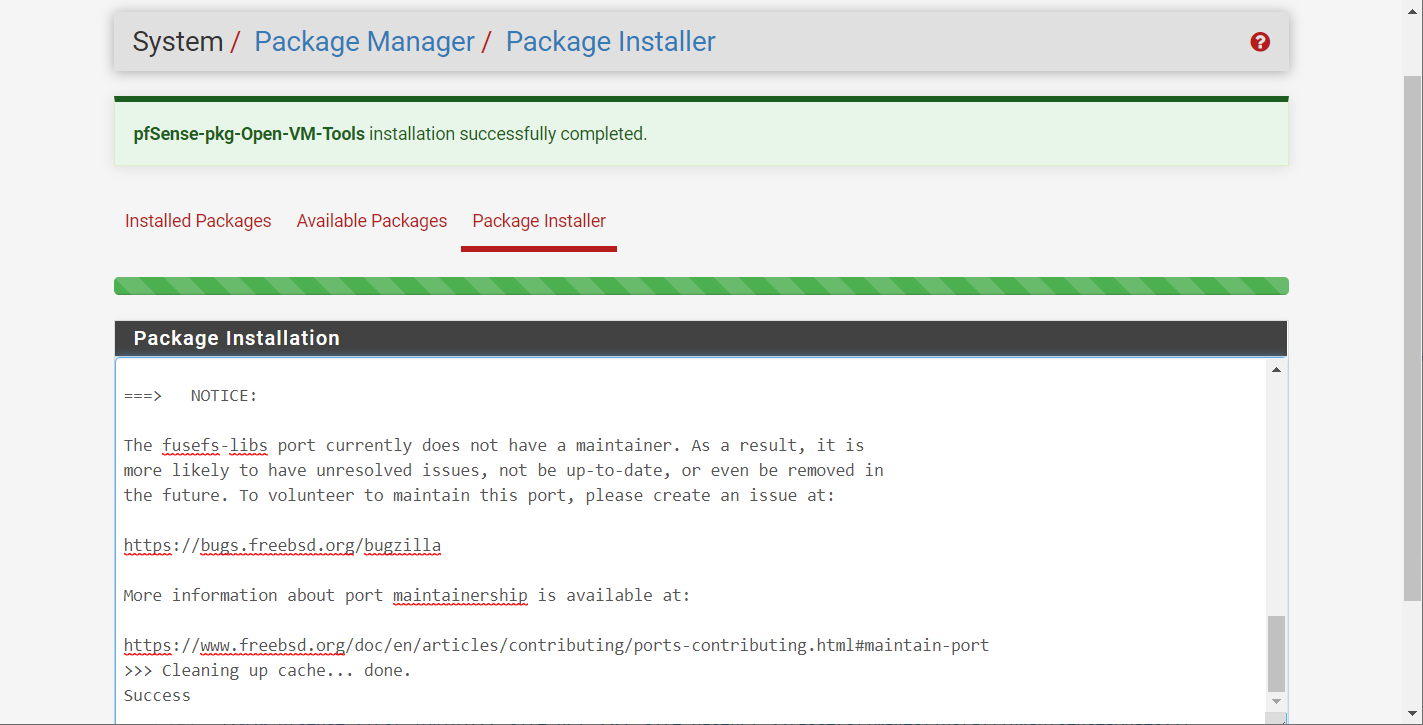 System / Package Manager / Package Installer
?
pfSense-pkg-Open-VM-Tools installation successfully completed.
Installed Packages Available Packages Package Installer
Package Installation
===>   NOTICE:
The fusefs-libs port currently does not have a maintainer. As a result, it is
more likely to have unresolved issues, not be up-to-date, or even be removed in
the future. To volunteer to maintain this port, please create an issue at:
https://bugs.freebsd.org/bugzilla
More information about port maintainership is available at:
https://www.freebsd.org/doc/en/articles/contributing/ports-contributing.html#maintain-port
>>> Cleaning up cache... done.
Success